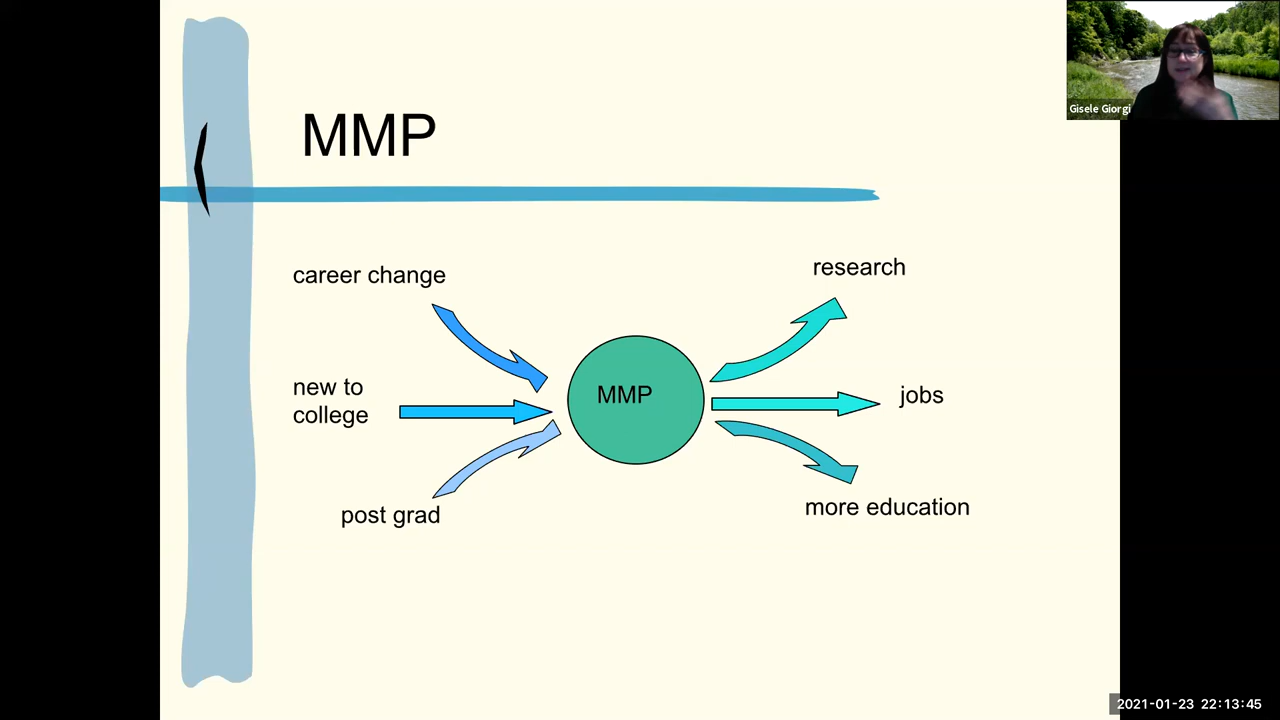 MMP
career change
research
new to
college
MMP
jobs
post grad
more education
Gisele Giorgi
2021-01-23 22:13:45